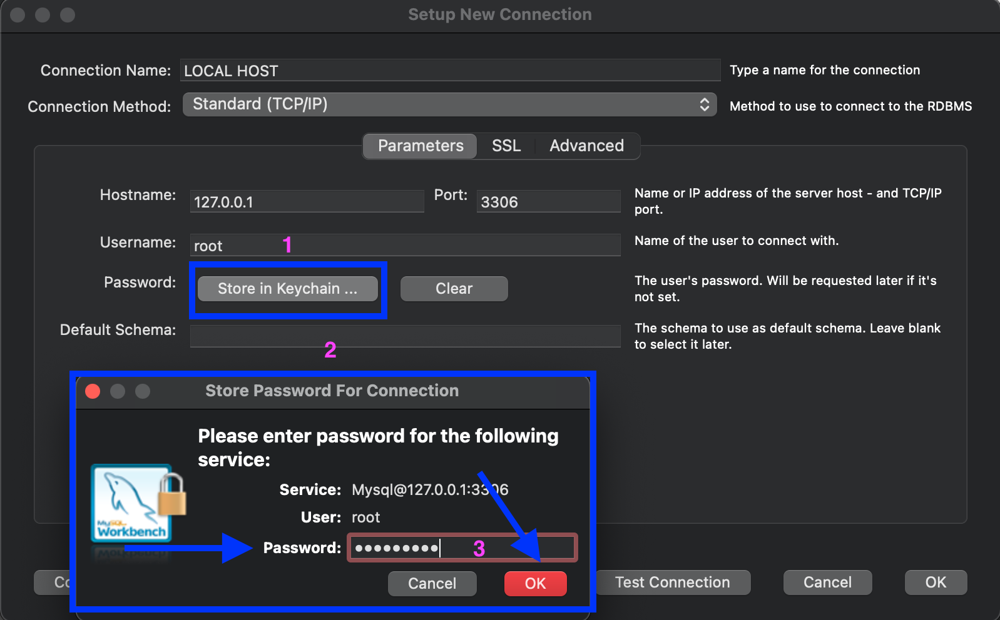 Setup New Connection
Connection Name: LOCAL HOST Type a name for the connection
Connection Method: Standard (TCP/IP) Method to use to connect to the RDBMS
Parameters SSL Advanced
Hostname: 127.0.0.1 Port: 3306 Name or IP address of the server host - and TCP/IP
port.
Username: root 1 Name of the user to connect with.
Password: Store in Keychain ... Clear The user's password. Will be requested later if it's
not set.
Default Schema: The schema to use as default schema. Leave blank
to select it later.
2
Store Password For Connection
Please enter password for the following
service:
Service: Mysql@127.0.0.1:3306
User: root
MySQL
Workbench
Password: ●●●●●●●●● 3
Cancel OK
Test Connection Cancel OK